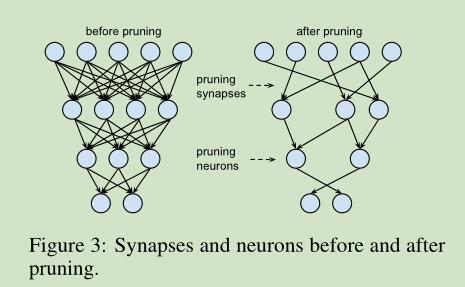 before pruning
after pruning
pruning
synapses
pruning
neurons
Figure 3: Synapses and neurons before and after
pruning.